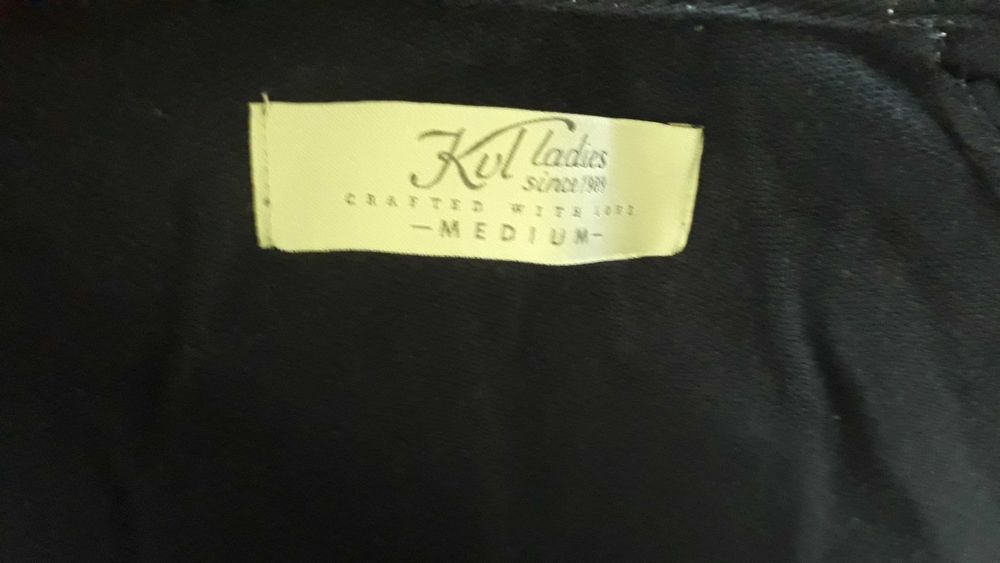 Kvl ladies
since 1989
CRAFTED WITH LOVE
-MEDIUM-